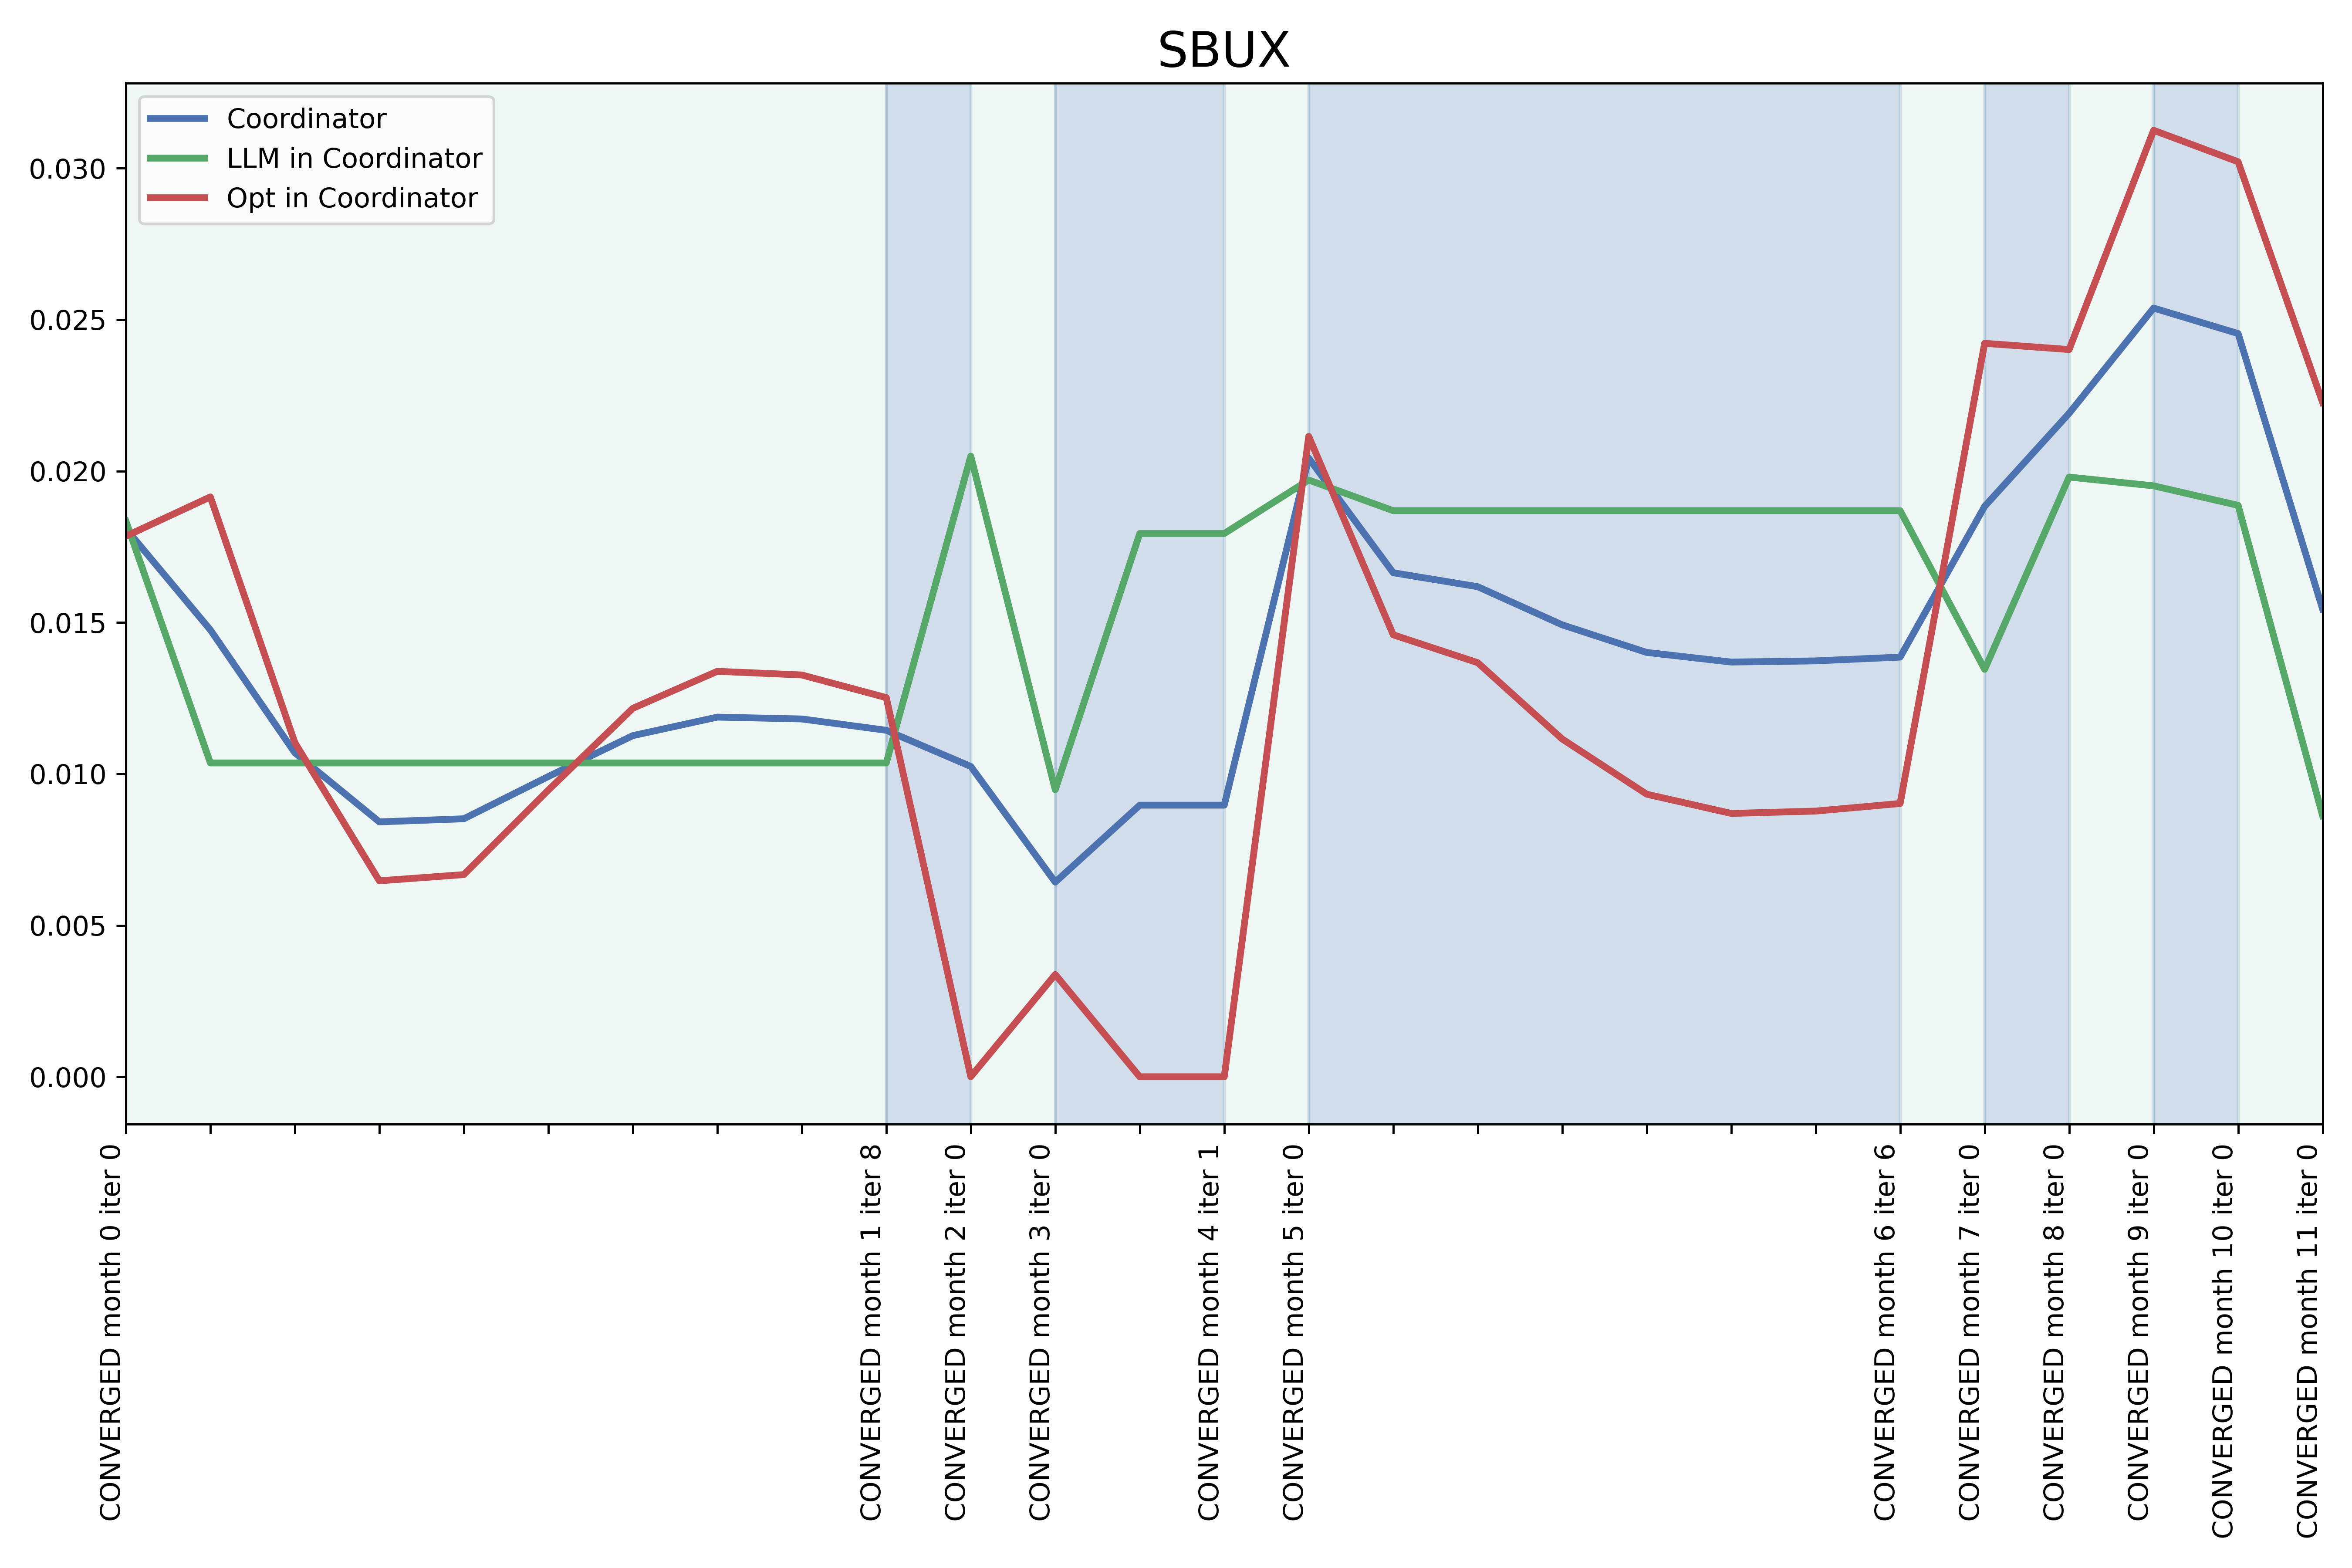 SBUX
Coordinator
LLM in Coordinator
Opt in Coordinator
0.030
0.025
0.020
0.015
0.010
0.005
0.000
CONVERGED month 0 iter 0
CONVERGED month 1 iter 8
CONVERGED month 2 iter 0
CONVERGED month 3 iter 0
CONVERGED month 4 iter 1
CONVERGED month 5 iter 0
CONVERGED month 6 iter 6
CONVERGED month 7 iter 0
CONVERGED month 8 iter 0
CONVERGED month 9 iter 0
CONVERGED month 10 iter 0
CONVERGED month 11 iter 0